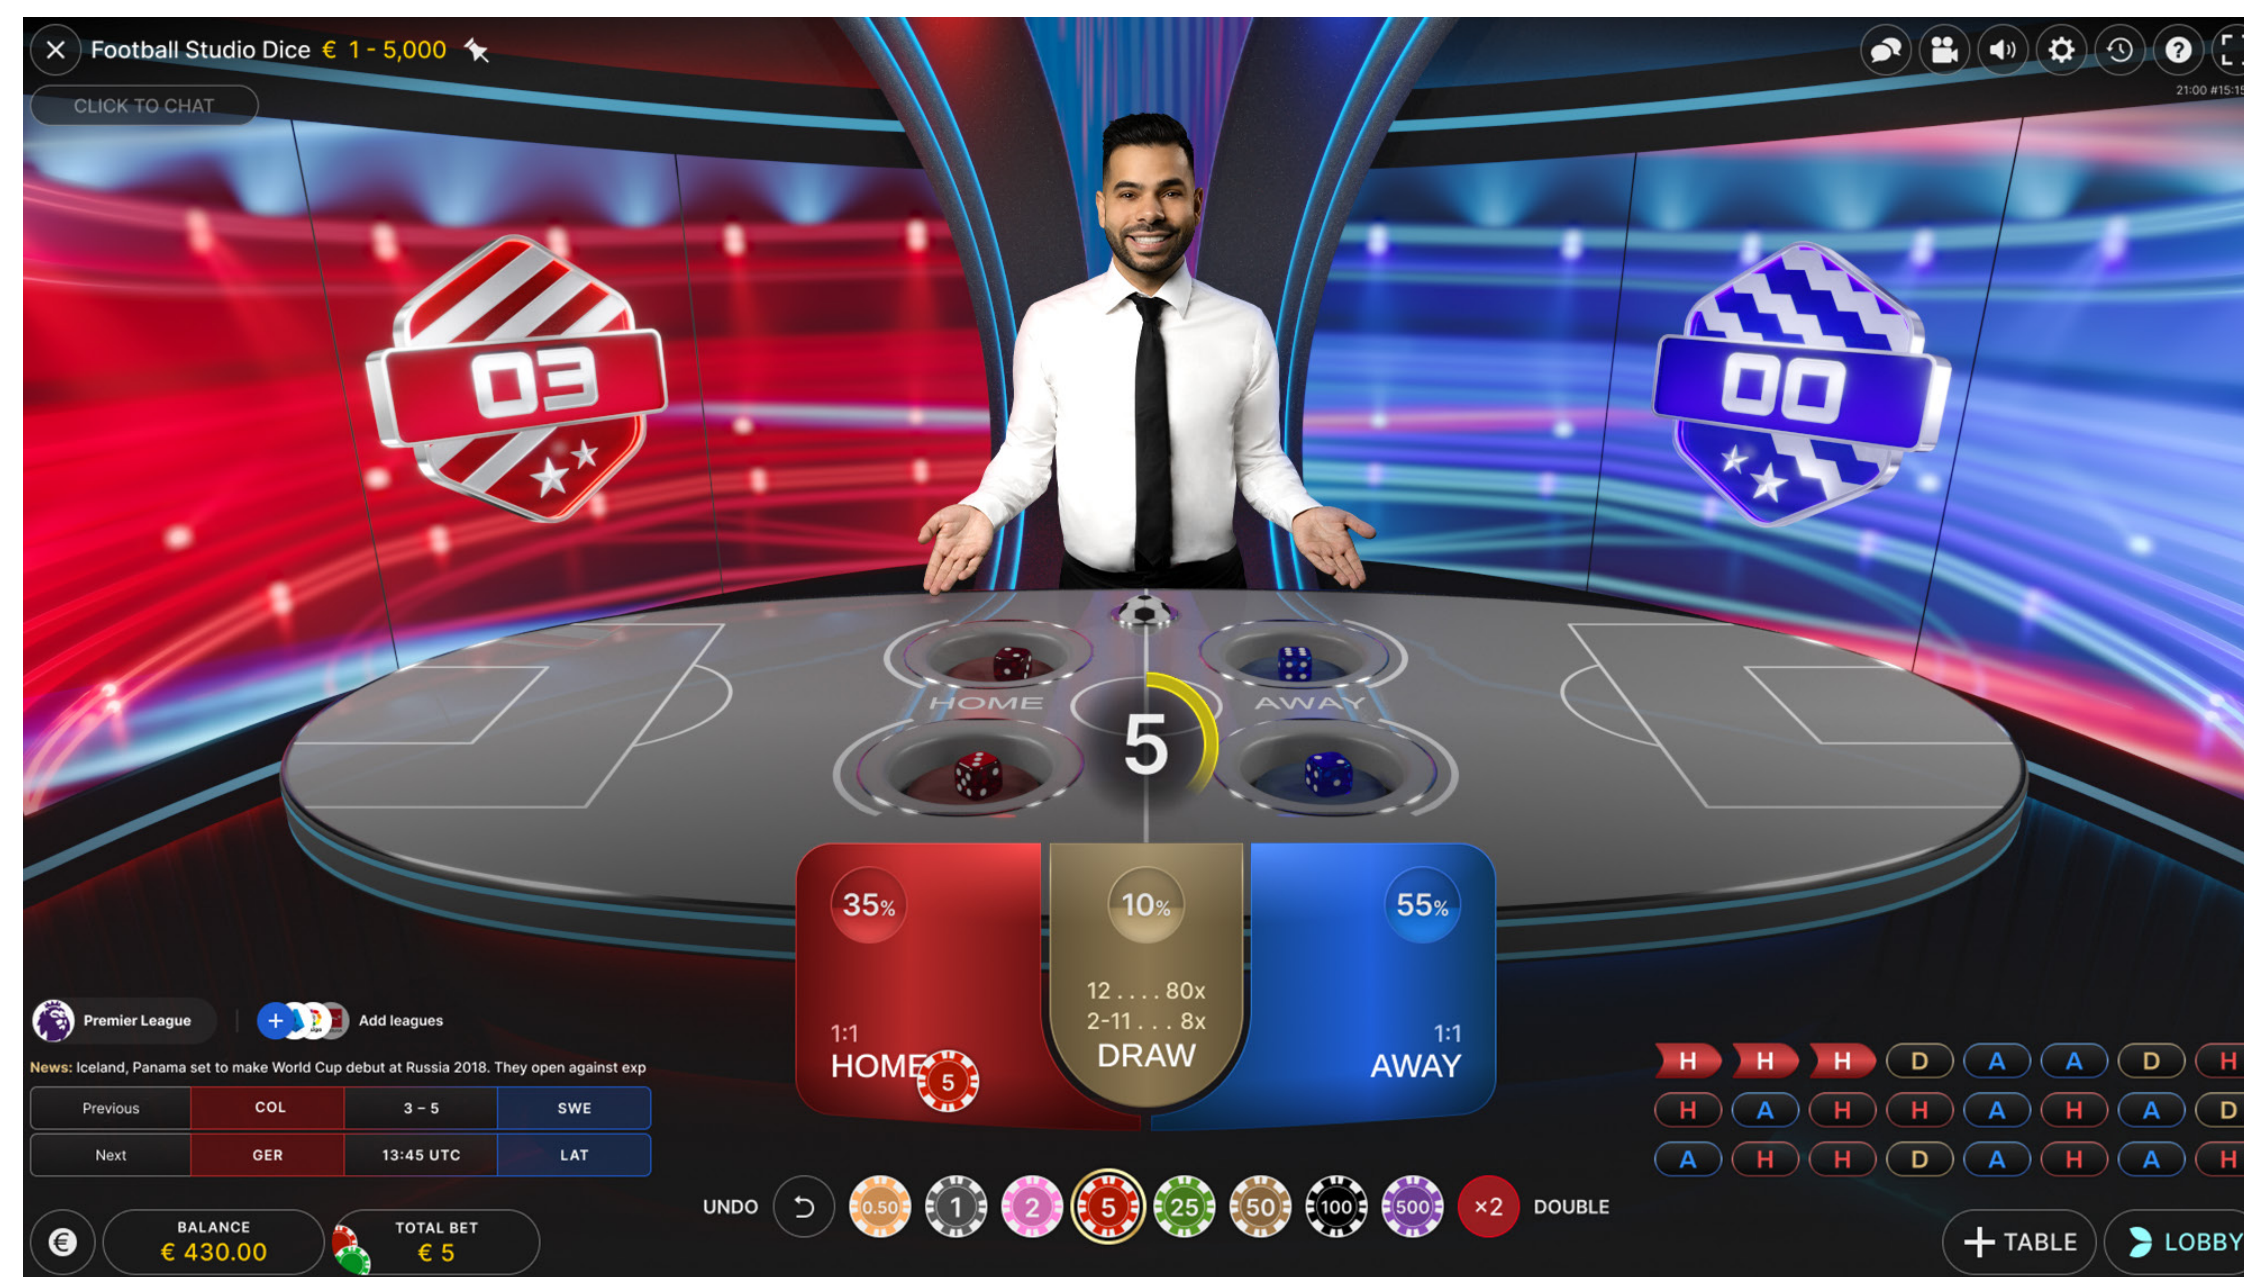 Football Studio Dice € 1 - 5,000
CLICK TO CHAT
21:00 #15:15
03
00
HOME
AWAY
5
35%
10%
55%
12 . . . . 80x
2-11 . . . 8x
1:1
HOME
5
DRAW
1:1
AWAY
Premier League
Add leagues
News: Iceland, Panama set to make World Cup debut at Russia 2018. They open against exp
Previous COL 3 – 5 SWE
Next GER 13:45 UTC LAT
H H H D A A D H
H A H H A H A D
A H H D A H A H
UNDO 0.50 1 2 5 25 50 100 500 ×2 DOUBLE
BALANCE
€ 430.00
TOTAL BET
€ 5
+ TABLE
LOBBY